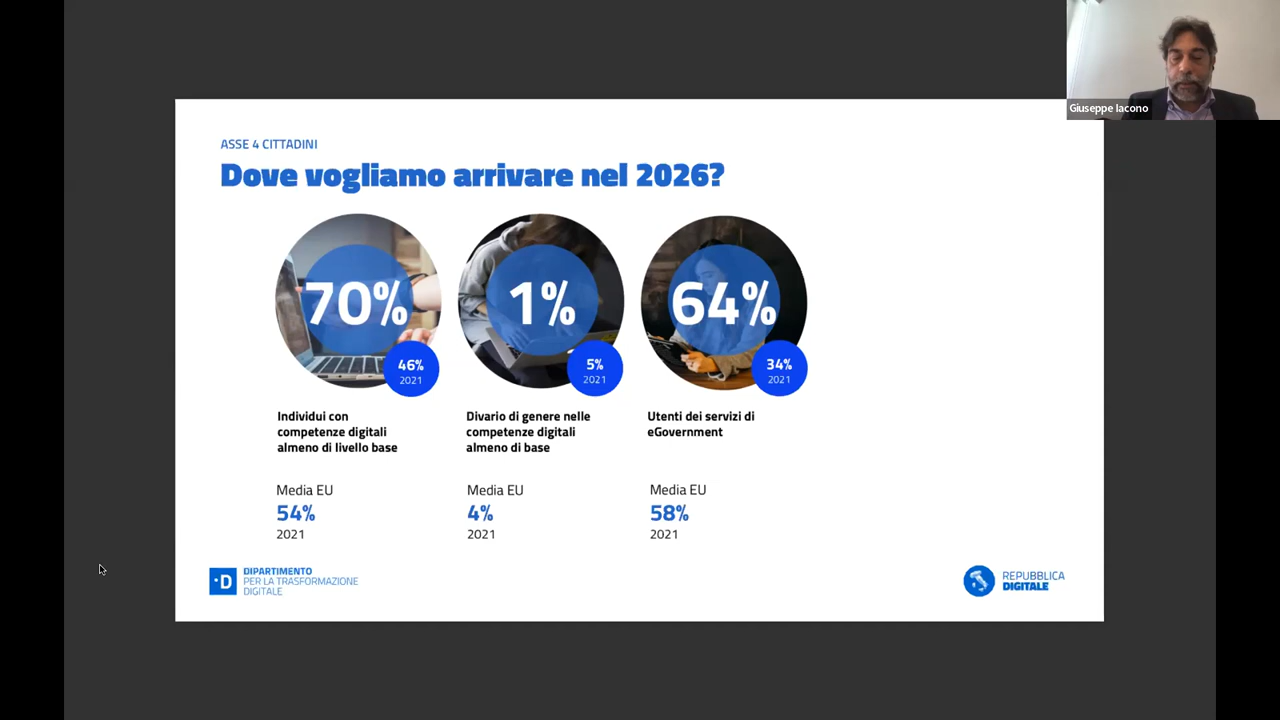 Giuseppe Iacono
ASSE 4 CITTADINI
Dove vogliamo arrivare nel 2026?
70%
46%
2021
1%
5%
2021
64%
34%
2021
Individui con
competenze digitali
almeno di livello base
Divario di genere nelle
competenze digitali
almeno di base
Utenti dei servizi di
eGovernment
Media EU
54%
2021
Media EU
4%
2021
Media EU
58%
2021
·D
DIPARTIMENTO
PER LA TRASFORMAZIONE
DIGITALE
REPUBBLICA
DIGITALE